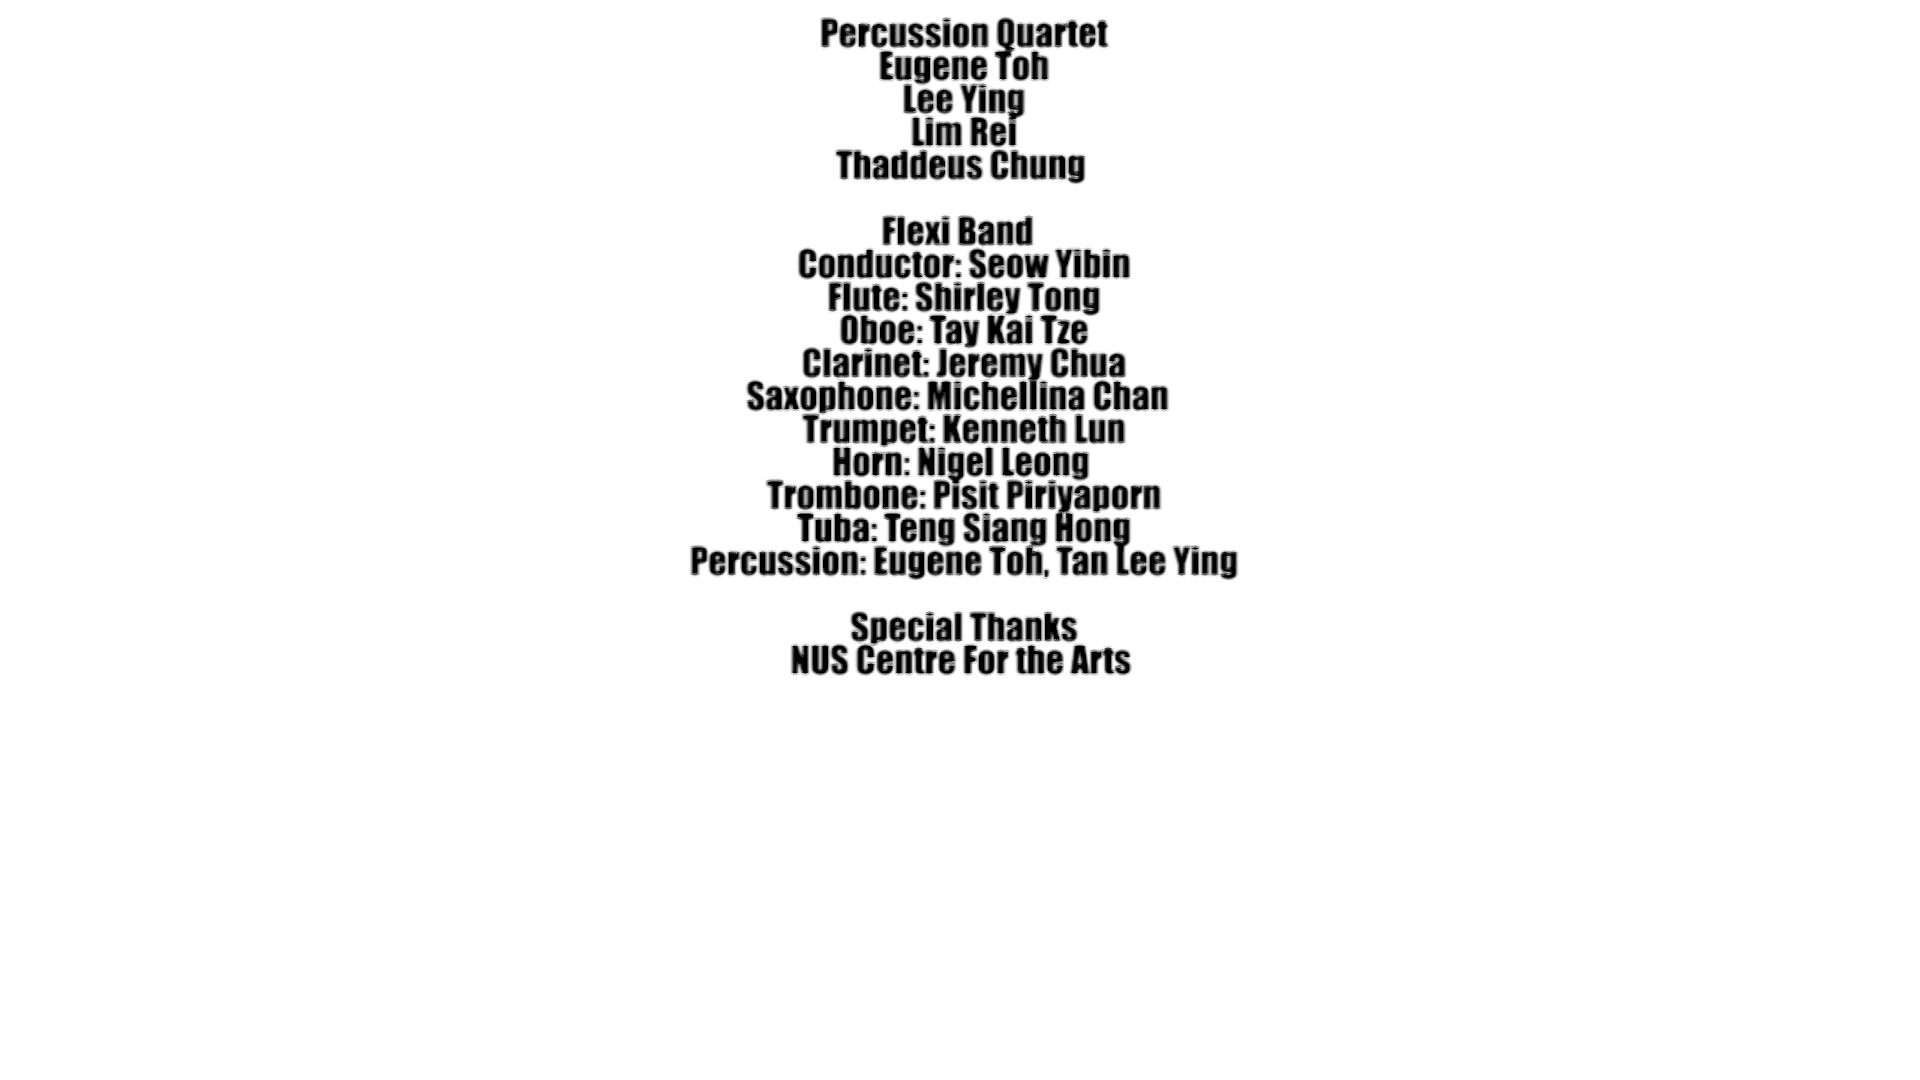 Percussion Quartet
Eugene Toh
Lee Ying
Lim Rei
Thaddeus Chung
Flexi Band
Conductor: Seow Yibin
Flute: Shirley Tong
Oboe: Tay Kai Tze
Clarinet: Jeremy Chua
Saxophone: Michellina Chan
Trumpet: Kenneth Lun
Horn: Nigel Leong
Trombone: Pisit Piriyaporn
Tuba: Teng Siang Hong
Percussion: Eugene Toh, Tan Lee Ying
Special Thanks
NUS Centre For the Arts